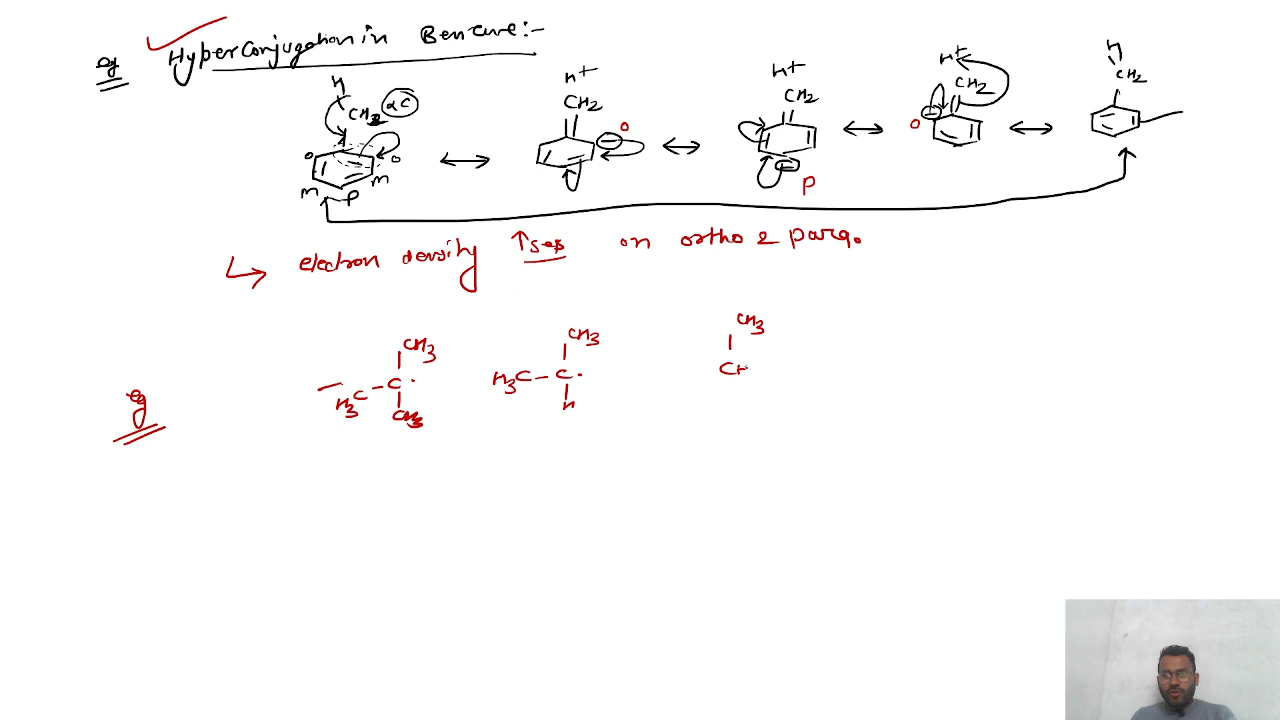 eg Hyperconjugation in Benzene:-
H H+ H+ H+ H
CH2 αC CH2 CH2 CH2 CH2
o o o o
m m p p
electron density ↑ses on ortho & para.
eg
CH3 CH3 CH3
H3C - C · H3C - C · CH
CH3 H